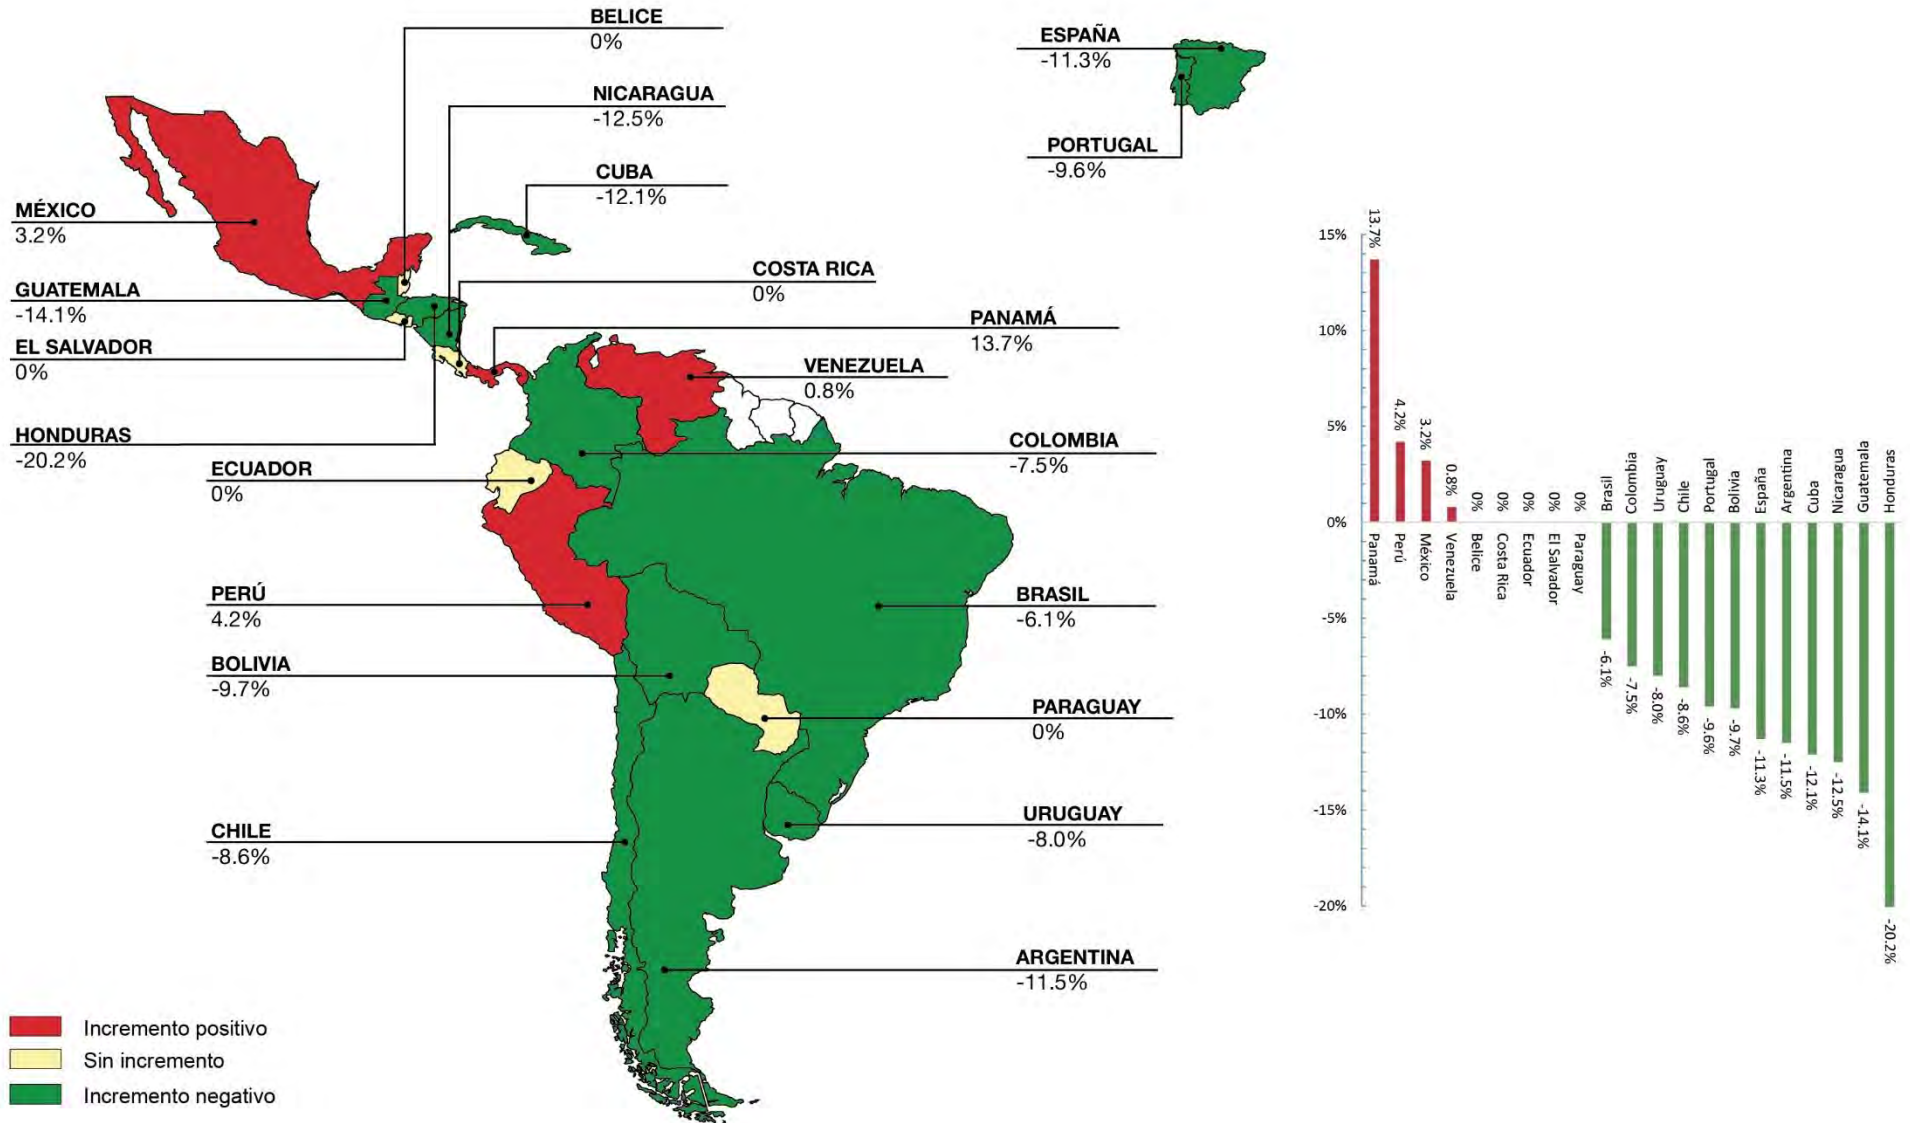 BELICE
0%
NICARAGUA
-12.5%
CUBA
-12.1%
ESPAÑA
-11.3%
PORTUGAL
-9.6%
MÉXICO
3.2%
GUATEMALA
-14.1%
EL SALVADOR
0%
HONDURAS
-20.2%
COSTA RICA
0%
PANAMÁ
13.7%
VENEZUELA
0.8%
COLOMBIA
-7.5%
ECUADOR
0%
PERÚ
4.2%
BRASIL
-6.1%
BOLIVIA
-9.7%
PARAGUAY
0%
CHILE
-8.6%
URUGUAY
-8.0%
ARGENTINA
-11.5%
Incremento positivo
Sin incremento
Incremento negativo
15%
10%
5%
0%
-5%
-10%
-15%
-20%
13.7%
4.2%
3.2%
0.8%
0%
0%
0%
0%
0%
Panamá
Perú
México
Venezuela
Belice
Costa Rica
Ecuador
El Salvador
Paraguay
Brasil
Colombia
Uruguay
Chile
Portugal
Bolivia
España
Argentina
Cuba
Nicaragua
Guatemala
Honduras
-6.1%
-7.5%
-8.0%
-8.6%
-9.6%
-9.7%
-11.3%
-11.5%
-12.1%
-12.5%
-14.1%
-20.2%